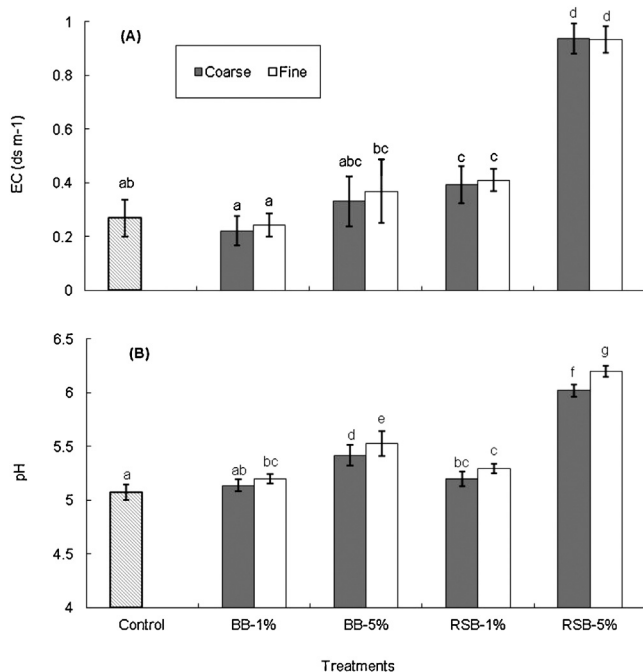 (A)
Coarse Fine
EC (ds m-1)
1
0.8
0.6
0.4
0.2
0
ab
a a
abc bc
c c
d d
(B)
pH
6.5
6
5.5
5
4.5
4
a
ab bc
d e
bc c
f g
Control BB-1% BB-5% RSB-1% RSB-5%
Treatments